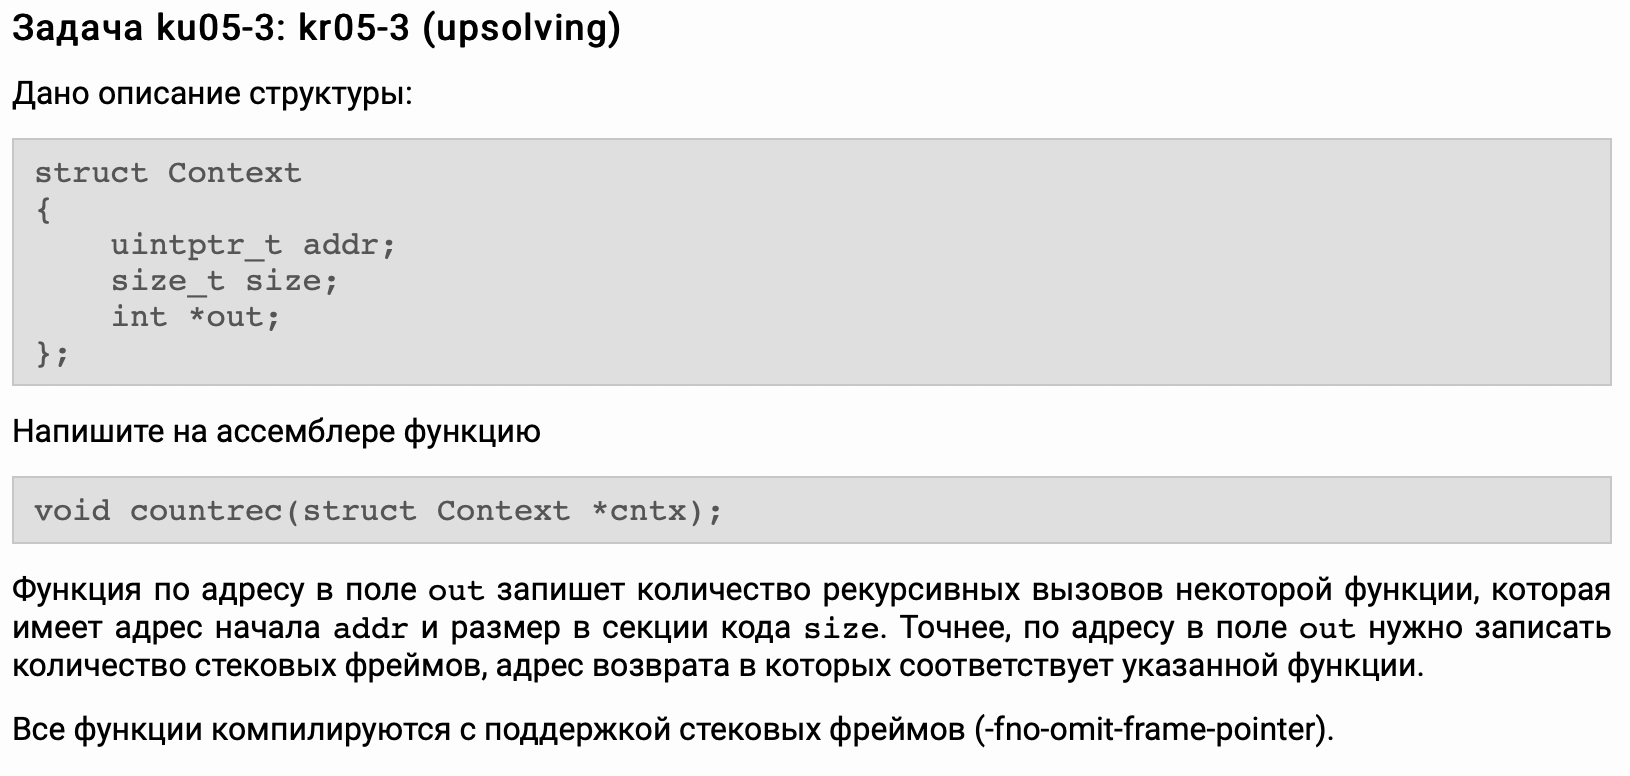 Задача ku05-3: kr05-3 (upsolving)
Дано описание структуры:
struct Context
{
    uintptr_t addr;
    size_t size;
    int *out;
};
Напишите на ассемблере функцию
void countrec(struct Context *cntx);
Функция по адресу в поле out запишет количество рекурсивных вызовов некоторой функции, которая
имеет адрес начала addr и размер в секции кода size. Точнее, по адресу в поле out нужно записать
количество стековых фреймов, адрес возврата в которых соответствует указанной функции.
Все функции компилируются с поддержкой стековых фреймов (-fno-omit-frame-pointer).